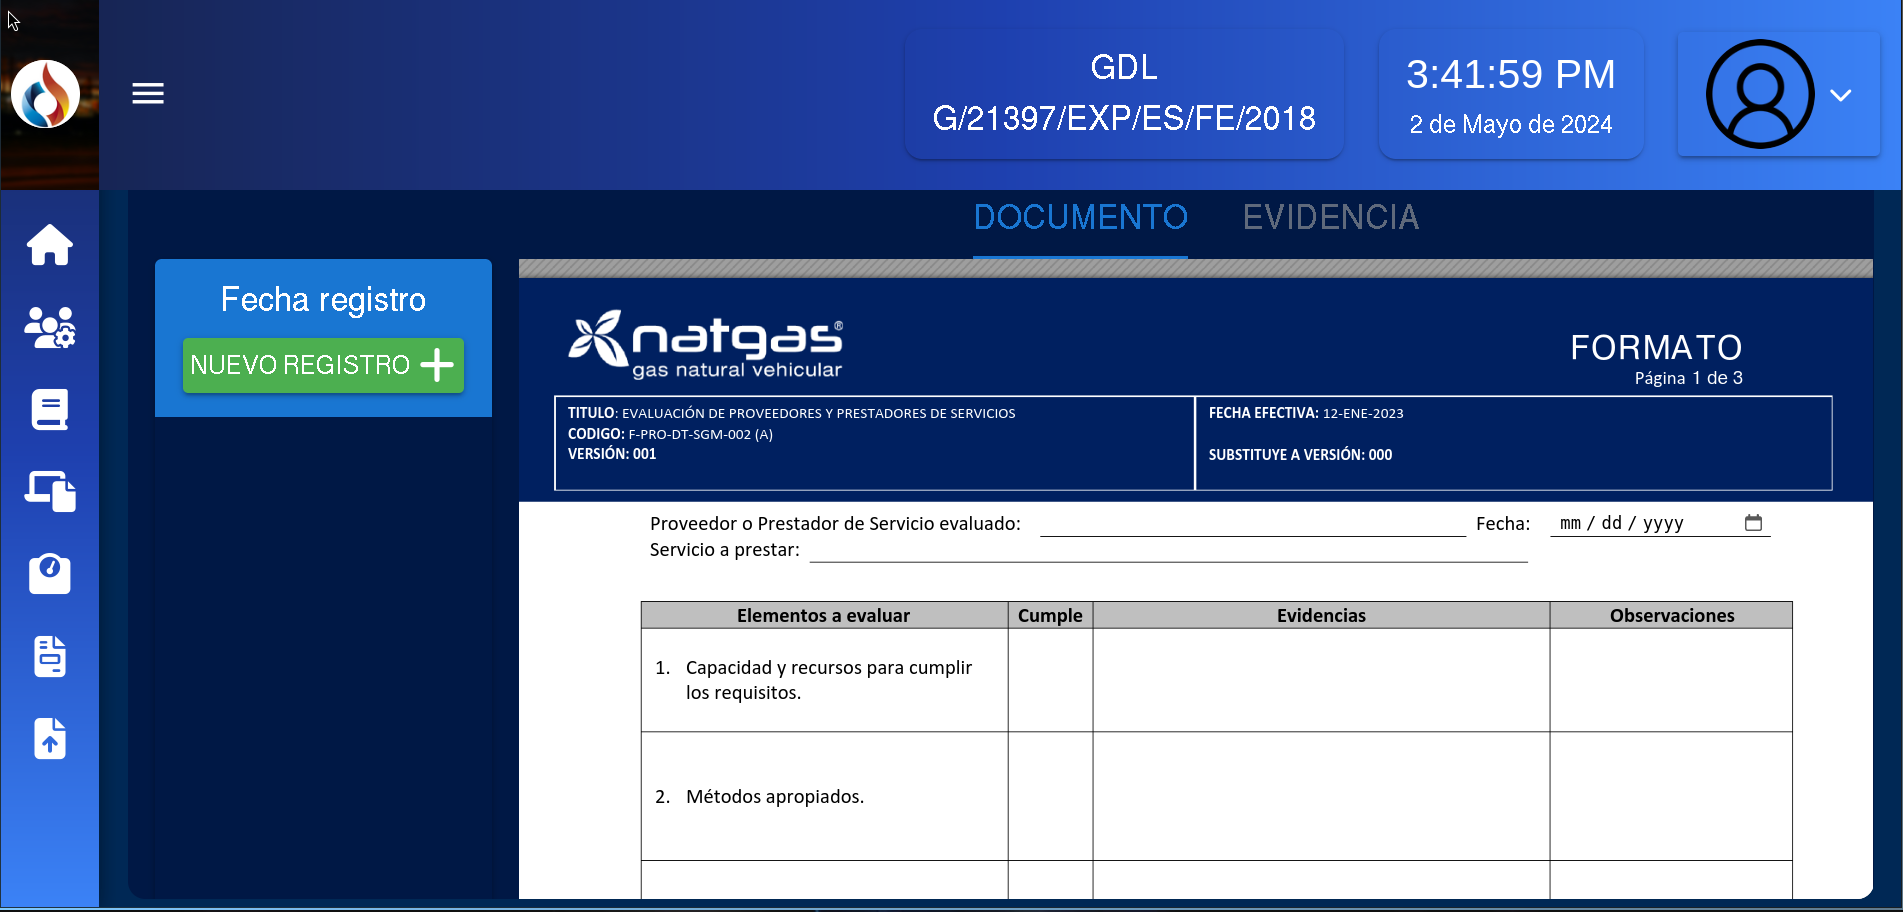 GDL
G/21397/EXP/ES/FE/2018
3:41:59 PM
2 de Mayo de 2024
DOCUMENTO
EVIDENCIA
Fecha registro
NUEVO REGISTRO
natgas®
gas natural vehicular
FORMATO
Página 1 de 3
TITULO: EVALUACIÓN DE PROVEEDORES Y PRESTADORES DE SERVICIOS
CODIGO: F-PRO-DT-SGM-002 (A)
VERSIÓN: 001
FECHA EFECTIVA: 12-ENE-2023
SUBSTITUYE A VERSIÓN: 000
Proveedor o Prestador de Servicio evaluado:
Fecha: mm / dd / yyyy
Servicio a prestar:
Elementos a evaluar
Cumple
Evidencias
Observaciones
1. Capacidad y recursos para cumplir
los requisitos.
2. Métodos apropiados.